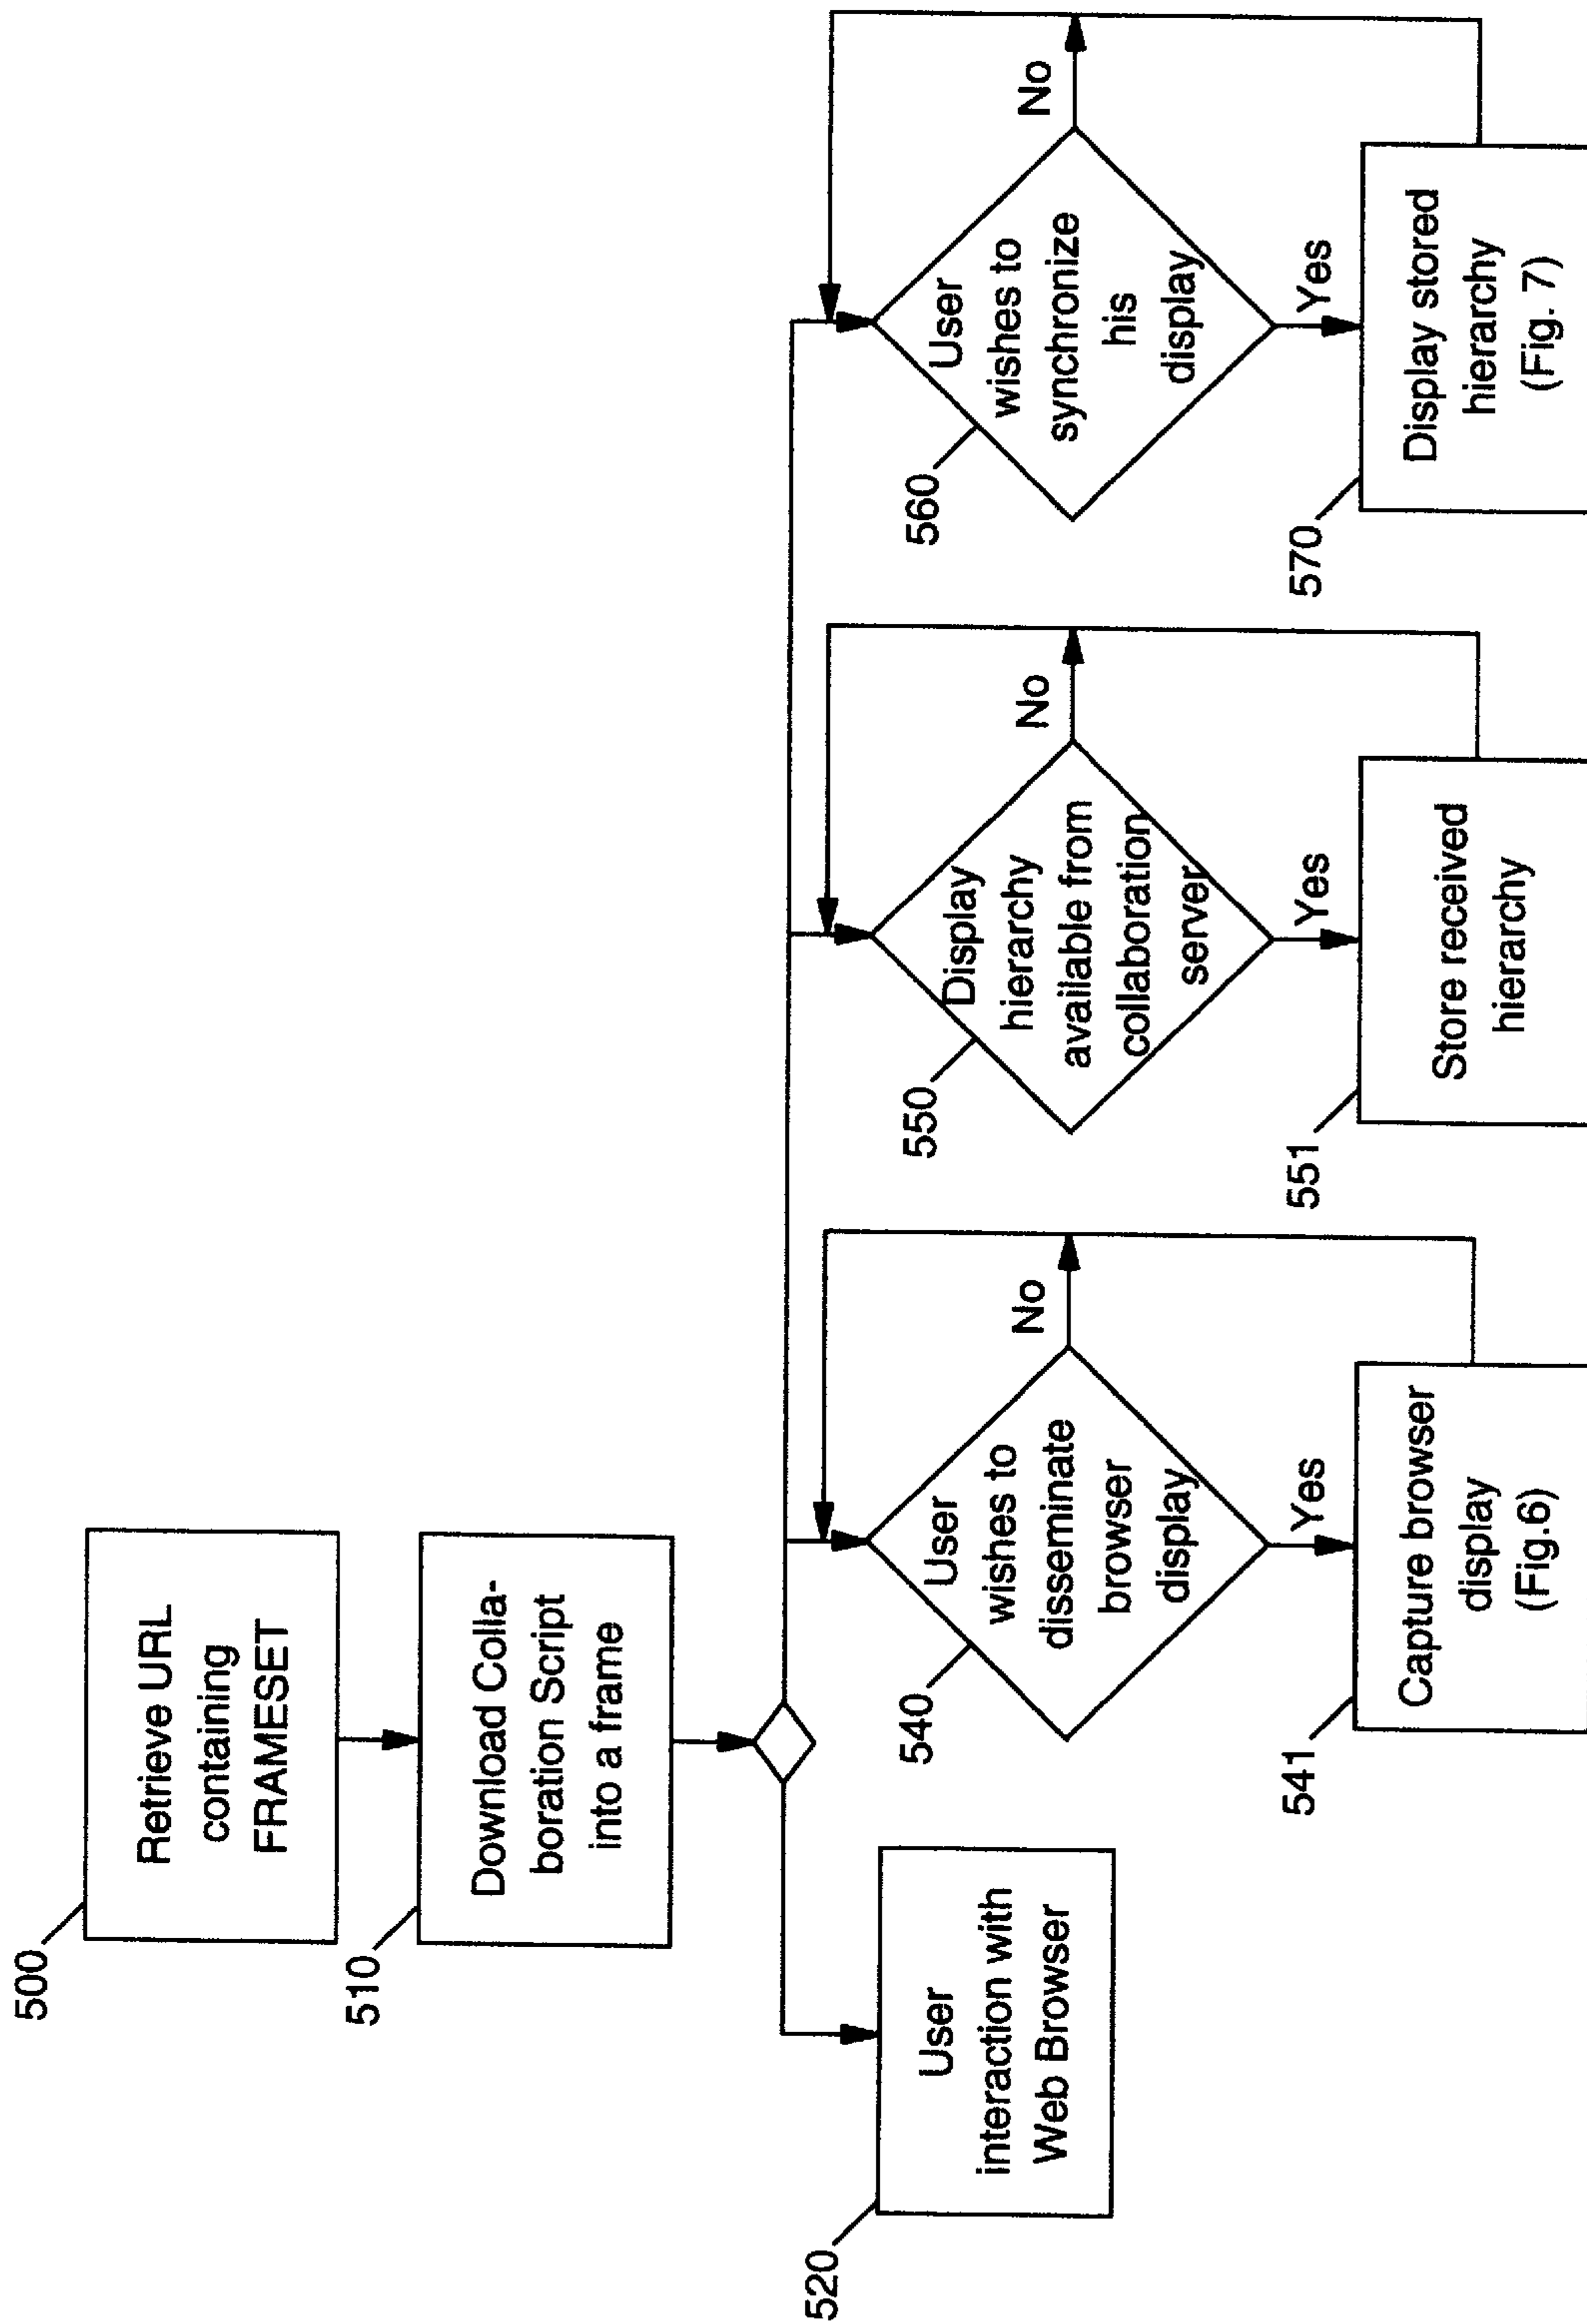 500
Retrieve URL
containing
FRAMESET
510
Download Colla-
boration Script
into a frame
520
User
interaction with
Web Browser
540
User
wishes to
disseminate
browser
display
No
Yes
541
Capture browser
display
(Fig.6)
550
Display
hierarchy
available from
collaboration
server
No
Yes
551
Store received
hierarchy
560
User
wishes to
synchronize
his
display
No
Yes
570
Display stored
hierarchy
(Fig. 7)